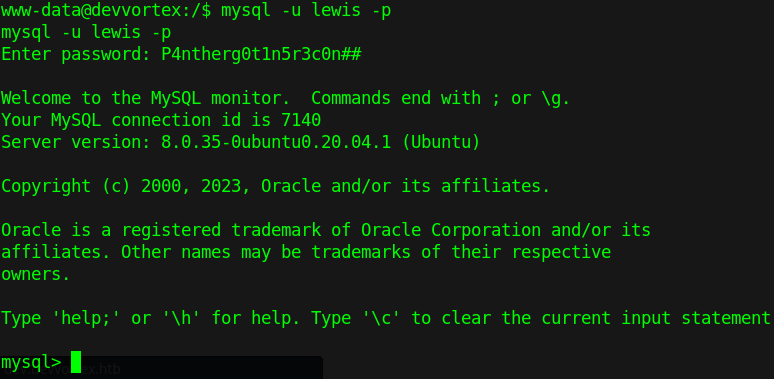 www-data@devvortex:/$ mysql -u lewis -p
mysql -u lewis -p
Enter password: P4ntherg0t1n5r3c0n##
Welcome to the MySQL monitor.  Commands end with ; or \g.
Your MySQL connection id is 7140
Server version: 8.0.35-0ubuntu0.20.04.1 (Ubuntu)
Copyright (c) 2000, 2023, Oracle and/or its affiliates.
Oracle is a registered trademark of Oracle Corporation and/or its
affiliates. Other names may be trademarks of their respective
owners.
Type 'help;' or '\h' for help. Type '\c' to clear the current input statement
mysql>